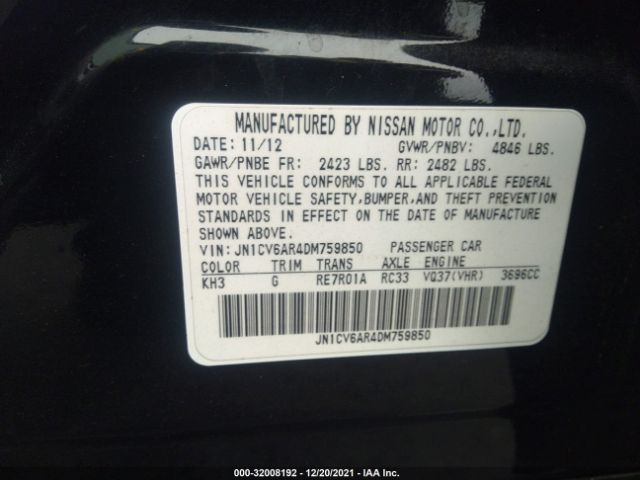 MANUFACTURED BY NISSAN MOTOR CO.,LTD.
DATE: 11/12 GVWR/PNBV: 4846 LBS.
GAWR/PNBE FR: 2423 LBS. RR: 2482 LBS.
THIS VEHICLE CONFORMS TO ALL APPLICABLE FEDERAL
MOTOR VEHICLE SAFETY,BUMPER,AND THEFT PREVENTION
STANDARDS IN EFFECT ON THE DATE OF MANUFACTURE
SHOWN ABOVE.
VIN: JN1CV6AR4DM759850 PASSENGER CAR
COLOR TRIM TRANS AXLE ENGINE
KH3 G RE7R01A RC33 VQ37(VHR) 3696CC
JN1CV6AR4DM759850
000-32008192 - 12/20/2021 - IAA Inc.